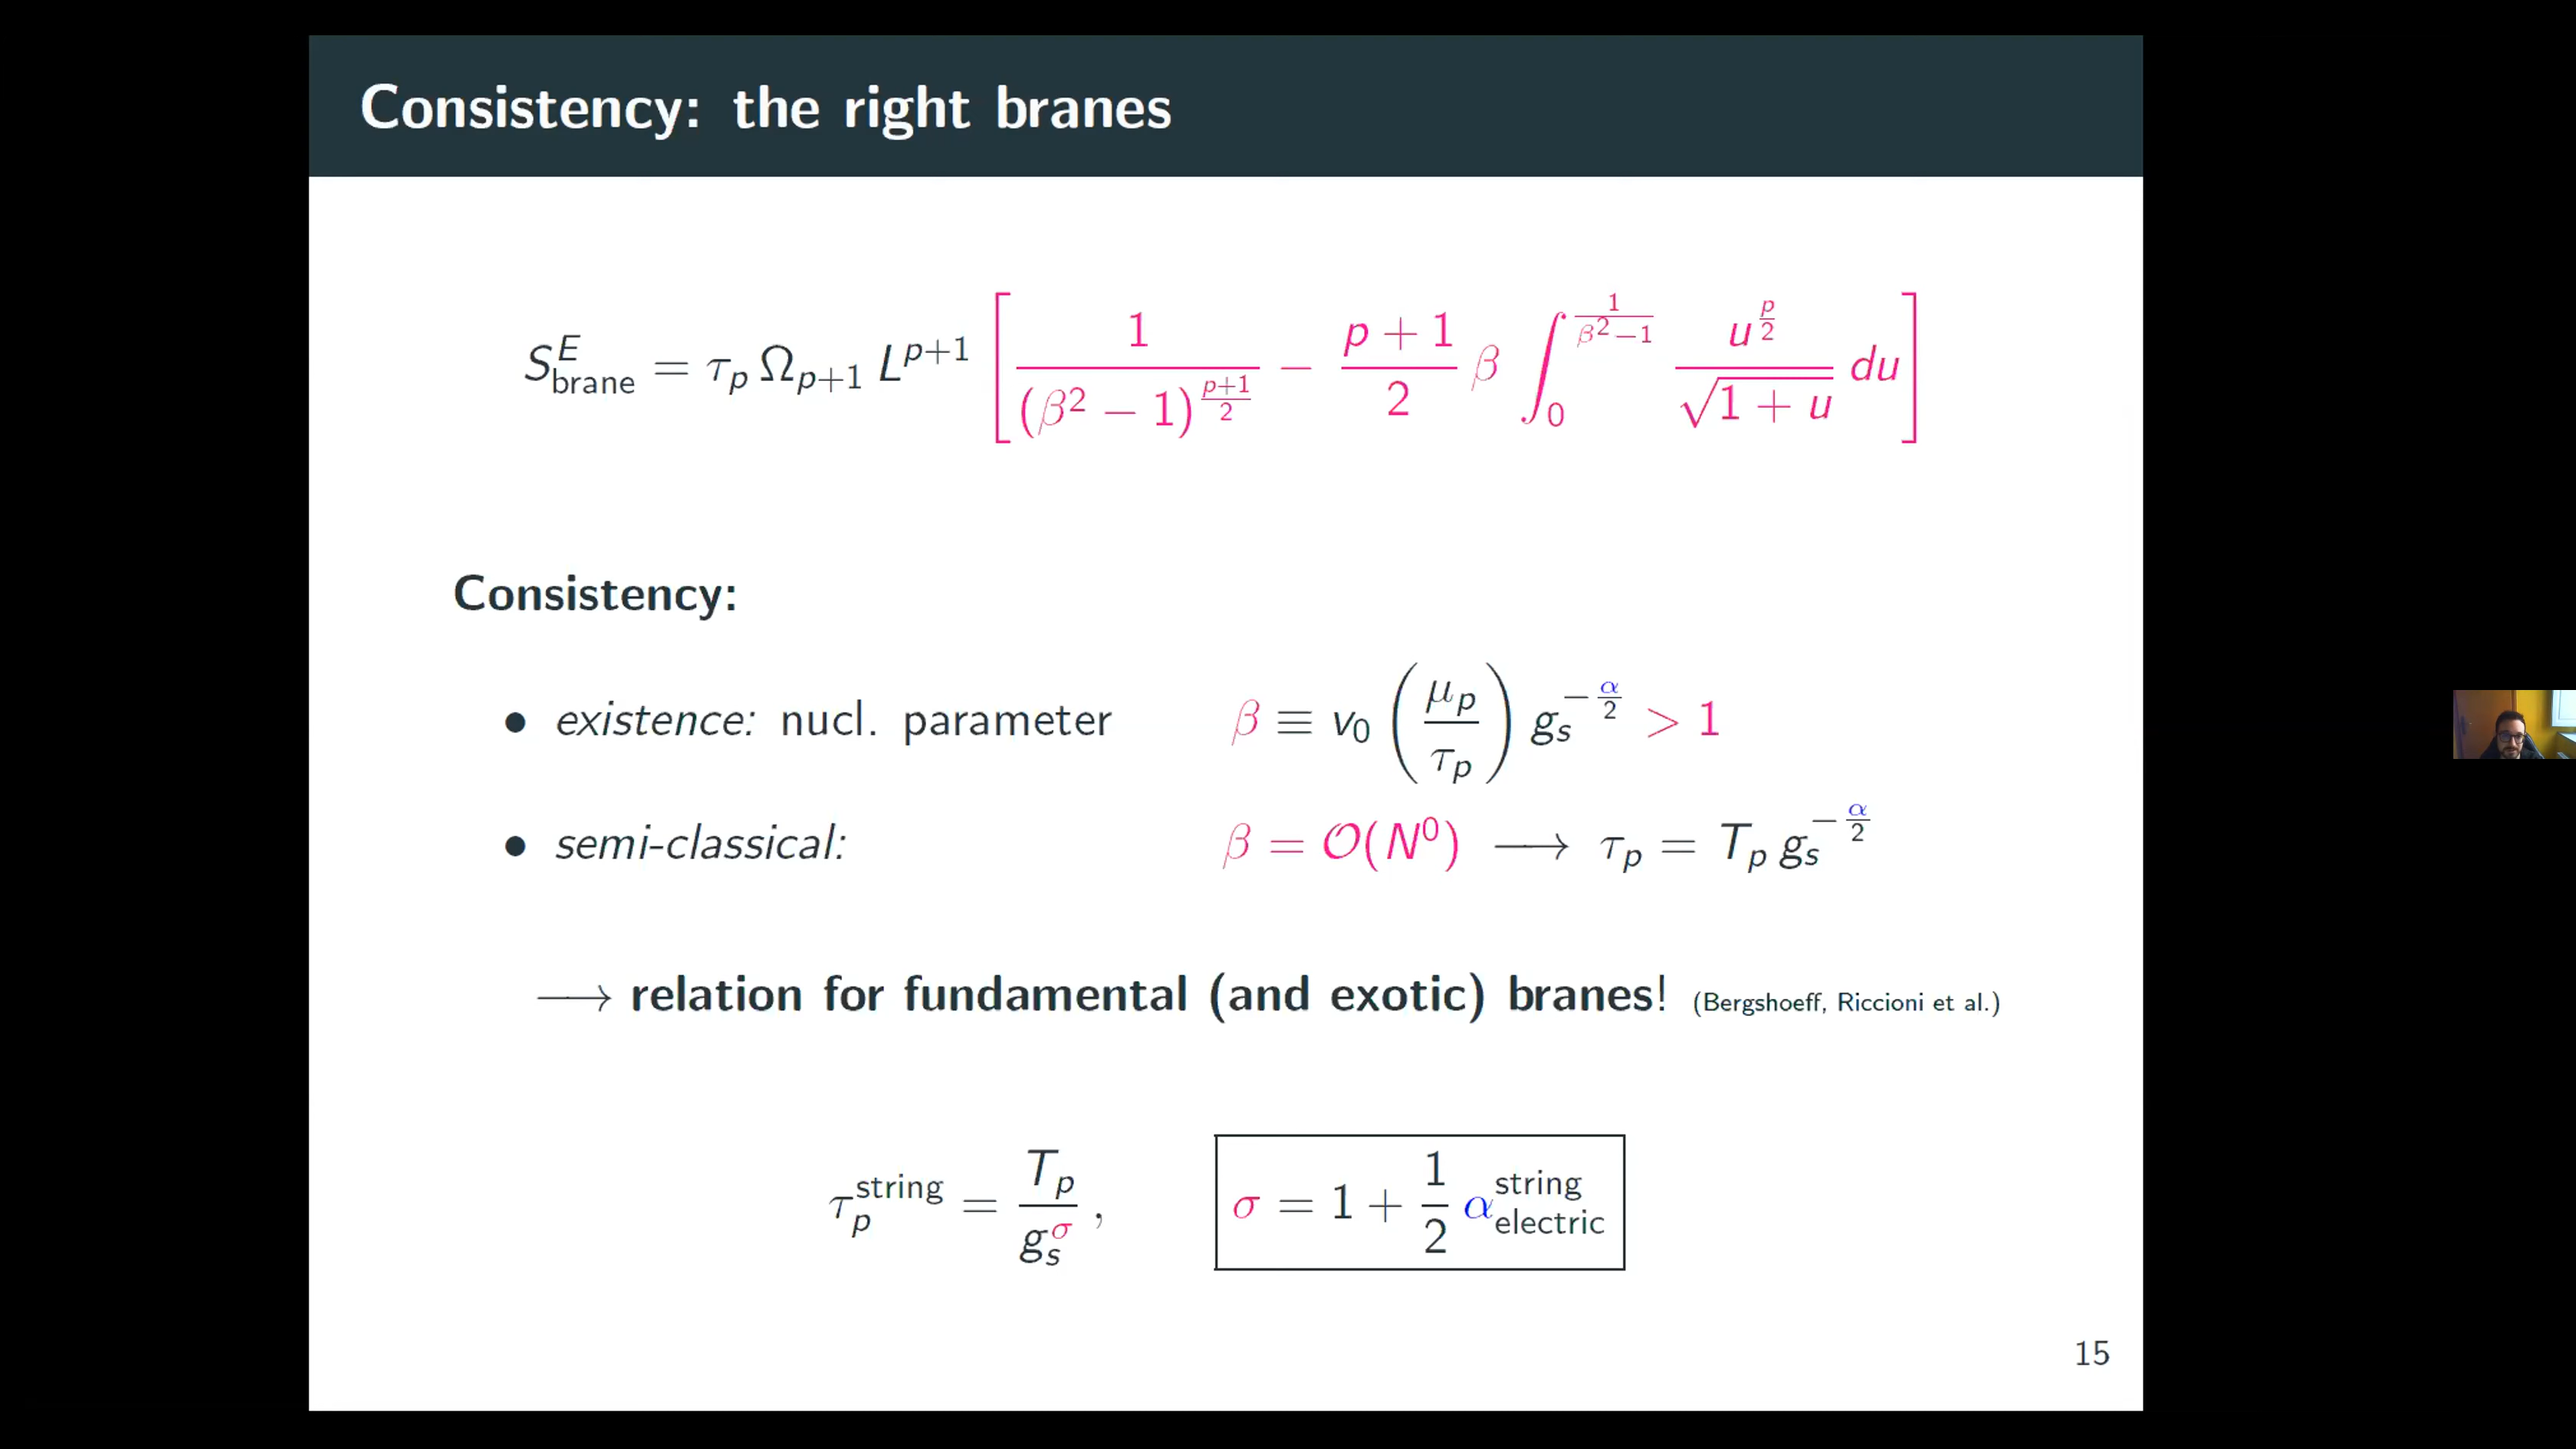 Consistency: the right branes
S^E_brane = τ_p Ω_{p+1} L^{p+1} [ 1 / (β² − 1)^{(p+1)/2} − (p+1)/2 β ∫_0^{1/(β²−1)} u^{p/2} / √(1+u) du ]
Consistency:
• existence: nucl. parameter β ≡ v_0 (μ_p / τ_p) g_s^{−α/2} > 1
• semi-classical: β = 𝒪(N⁰) ⟶ τ_p = T_p g_s^{−α/2}
⟶ relation for fundamental (and exotic) branes! (Bergshoeff, Riccioni et al.)
τ_p^string = T_p / g_s^σ , σ = 1 + 1/2 α^string_electric
15